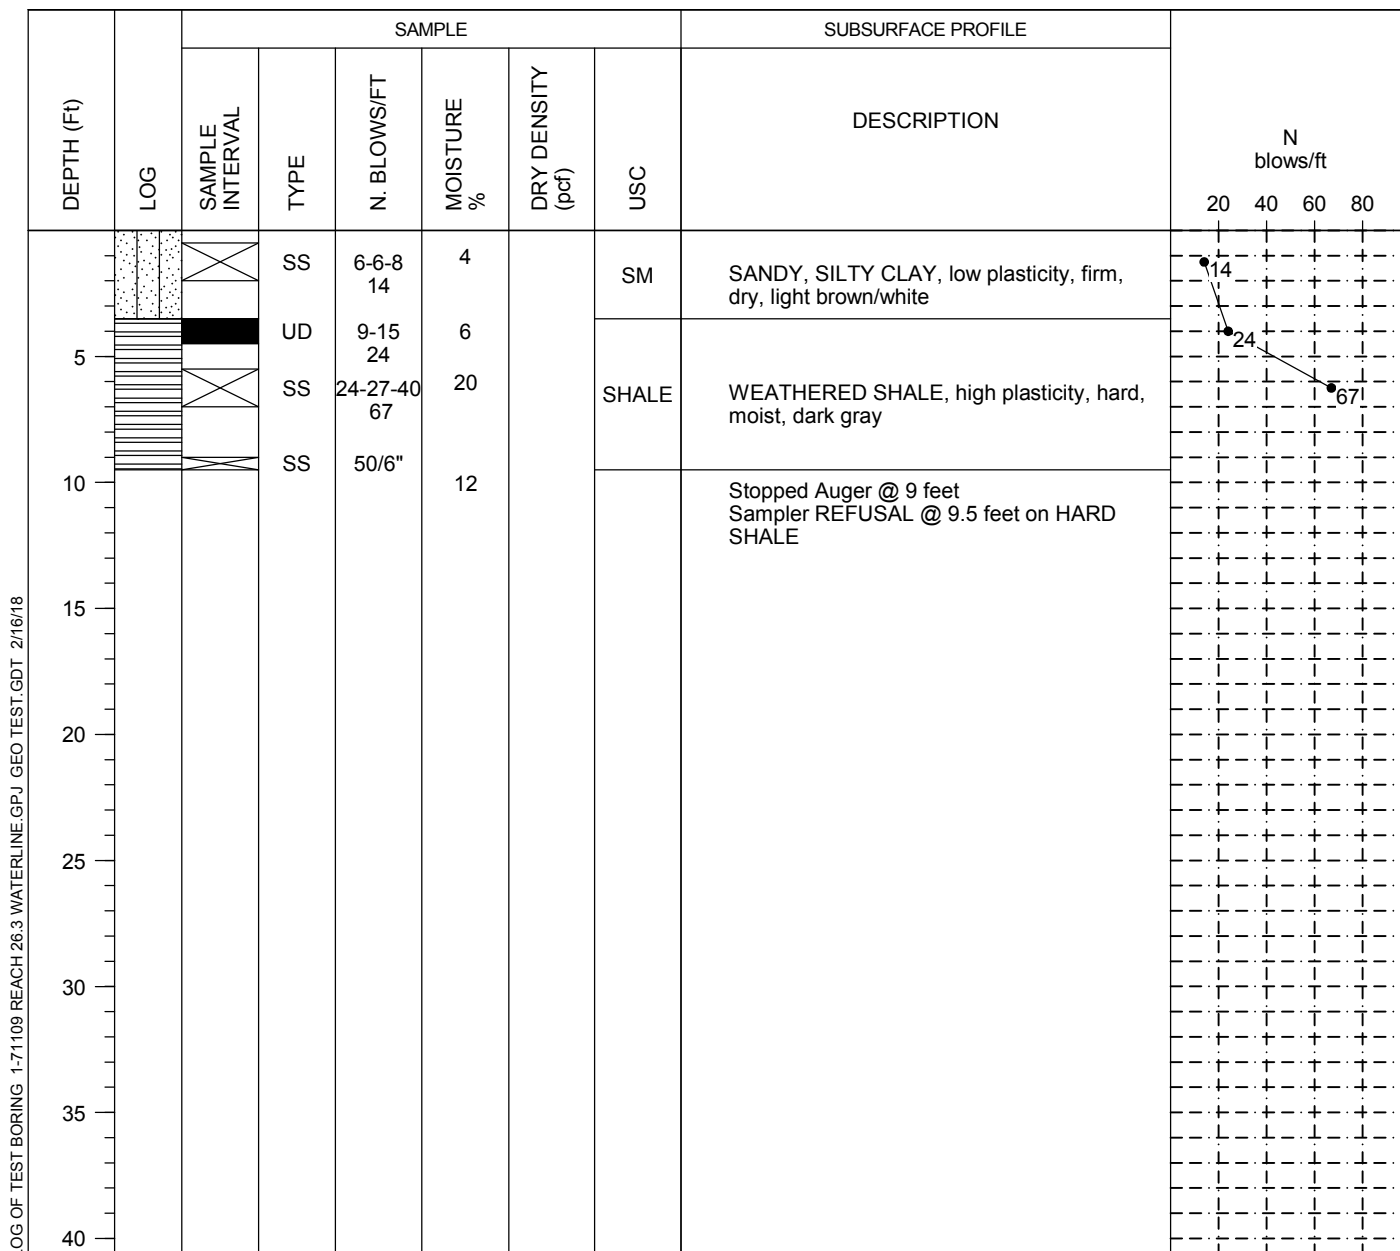 SAMPLE
SUBSURFACE PROFILE
DEPTH (Ft)
LOG
SAMPLE
INTERVAL
TYPE
N. BLOWS/FT
MOISTURE
%
DRY DENSITY
(pcf)
USC
DESCRIPTION
N
blows/ft
20 40 60 80
SS
6-6-8
14
4
SM
SANDY, SILTY CLAY, low plasticity, firm,
dry, light brown/white
14
UD
9-15
24
6
24
5
SS
24-27-40
67
20
SHALE
WEATHERED SHALE, high plasticity, hard,
moist, dark gray
67
SS
50/6"
12
10
Stopped Auger @ 9 feet
Sampler REFUSAL @ 9.5 feet on HARD
SHALE
15
20
25
30
35
40
LOG OF TEST BORING 1-71109 REACH 26.3 WATERLINE.GPJ GEO TEST.GDT 2/16/18